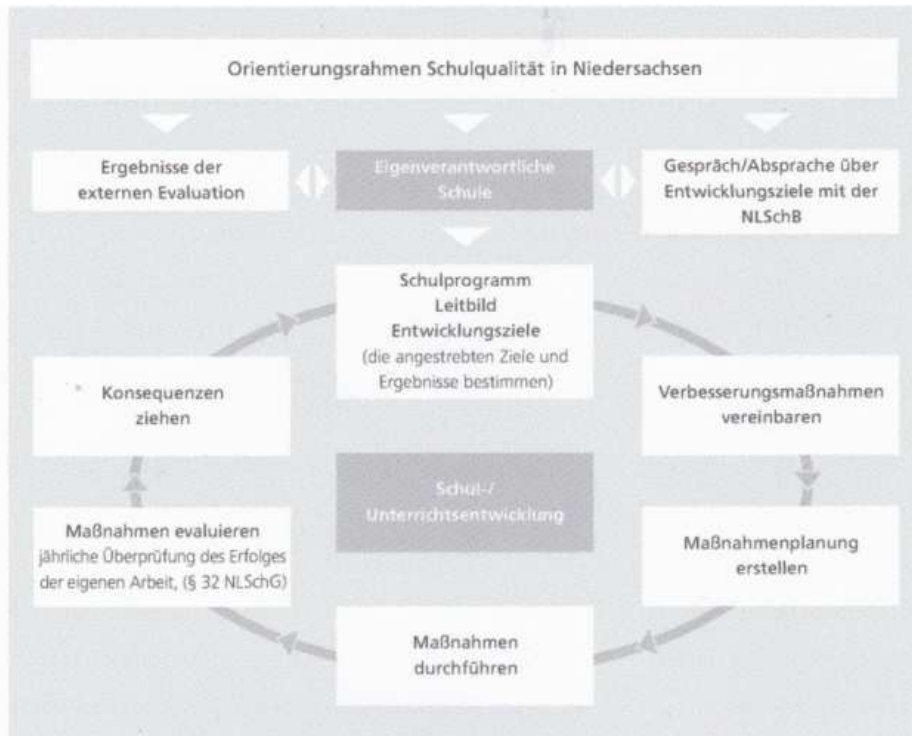 Orientierungsrahmen Schulqualität in Niedersachsen
Ergebnisse der
externen Evaluation
Eigenverantwortliche
Schule
Gespräch/Absprache über
Entwicklungsziele mit der
NLSchB
Schulprogramm
Leitbild
Entwicklungsziele
(die angestrebten Ziele und
Ergebnisse bestimmen)
Konsequenzen
ziehen
Verbesserungsmaßnahmen
vereinbaren
Schul-/
Unterrichtsentwicklung
Maßnahmen evaluieren
jährliche Überprüfung des Erfolges
der eigenen Arbeit, (§ 32 NLSchG)
Maßnahmenplanung
erstellen
Maßnahmen
durchführen